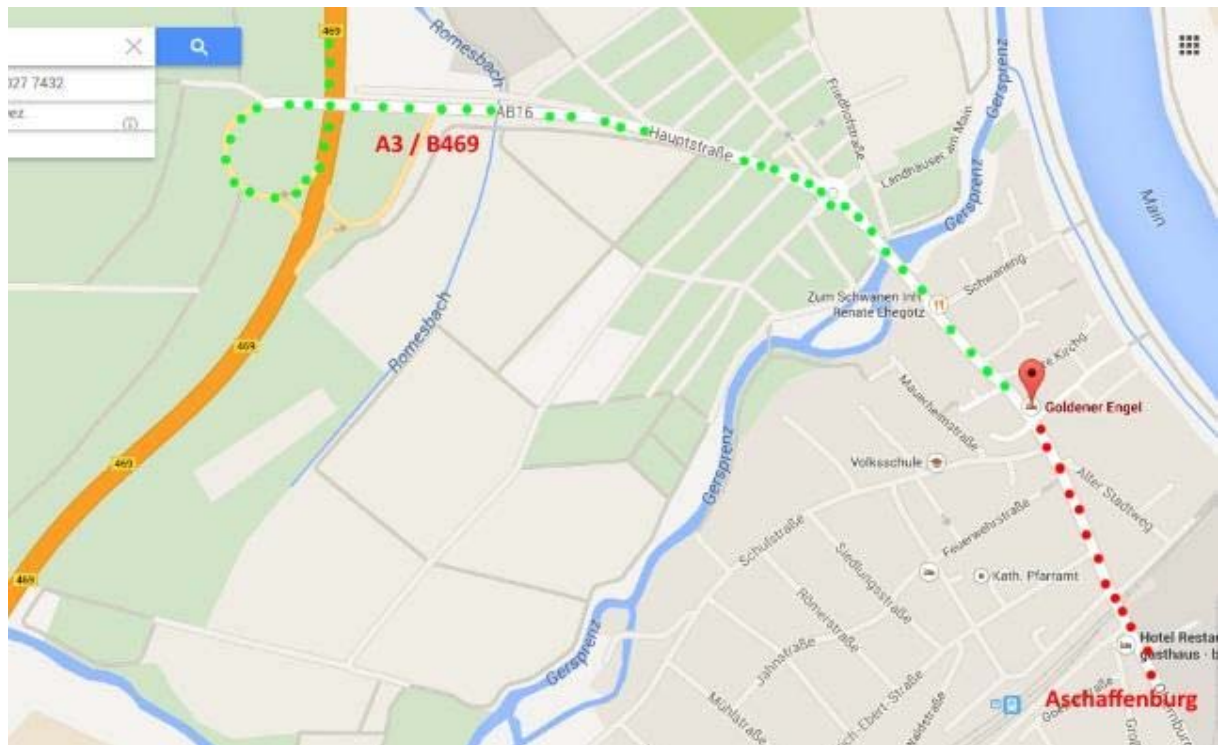 469
027 7432
ez.
Romesbach
AB16
A3 / B469
Hauptstraße
Friedhofstraße
Landhäuser am Main
Gersprenz
Gersprenz
Main
Schwaneng
Zum Schwanen Inh.
Renate Ehegötz
Romesbach
469
Goldener Engel
Gersprenz
469
Volksschule
Alter Stadtweg
Schulstraße
Feuerwehrstraße
Siedlungsstraße
Kath. Pfarramt
469
Römerstraße
Jahnstraße
Hotel Restau
gasthaus · b
Gersprenz
Mühlstraße
Aschaffenburg